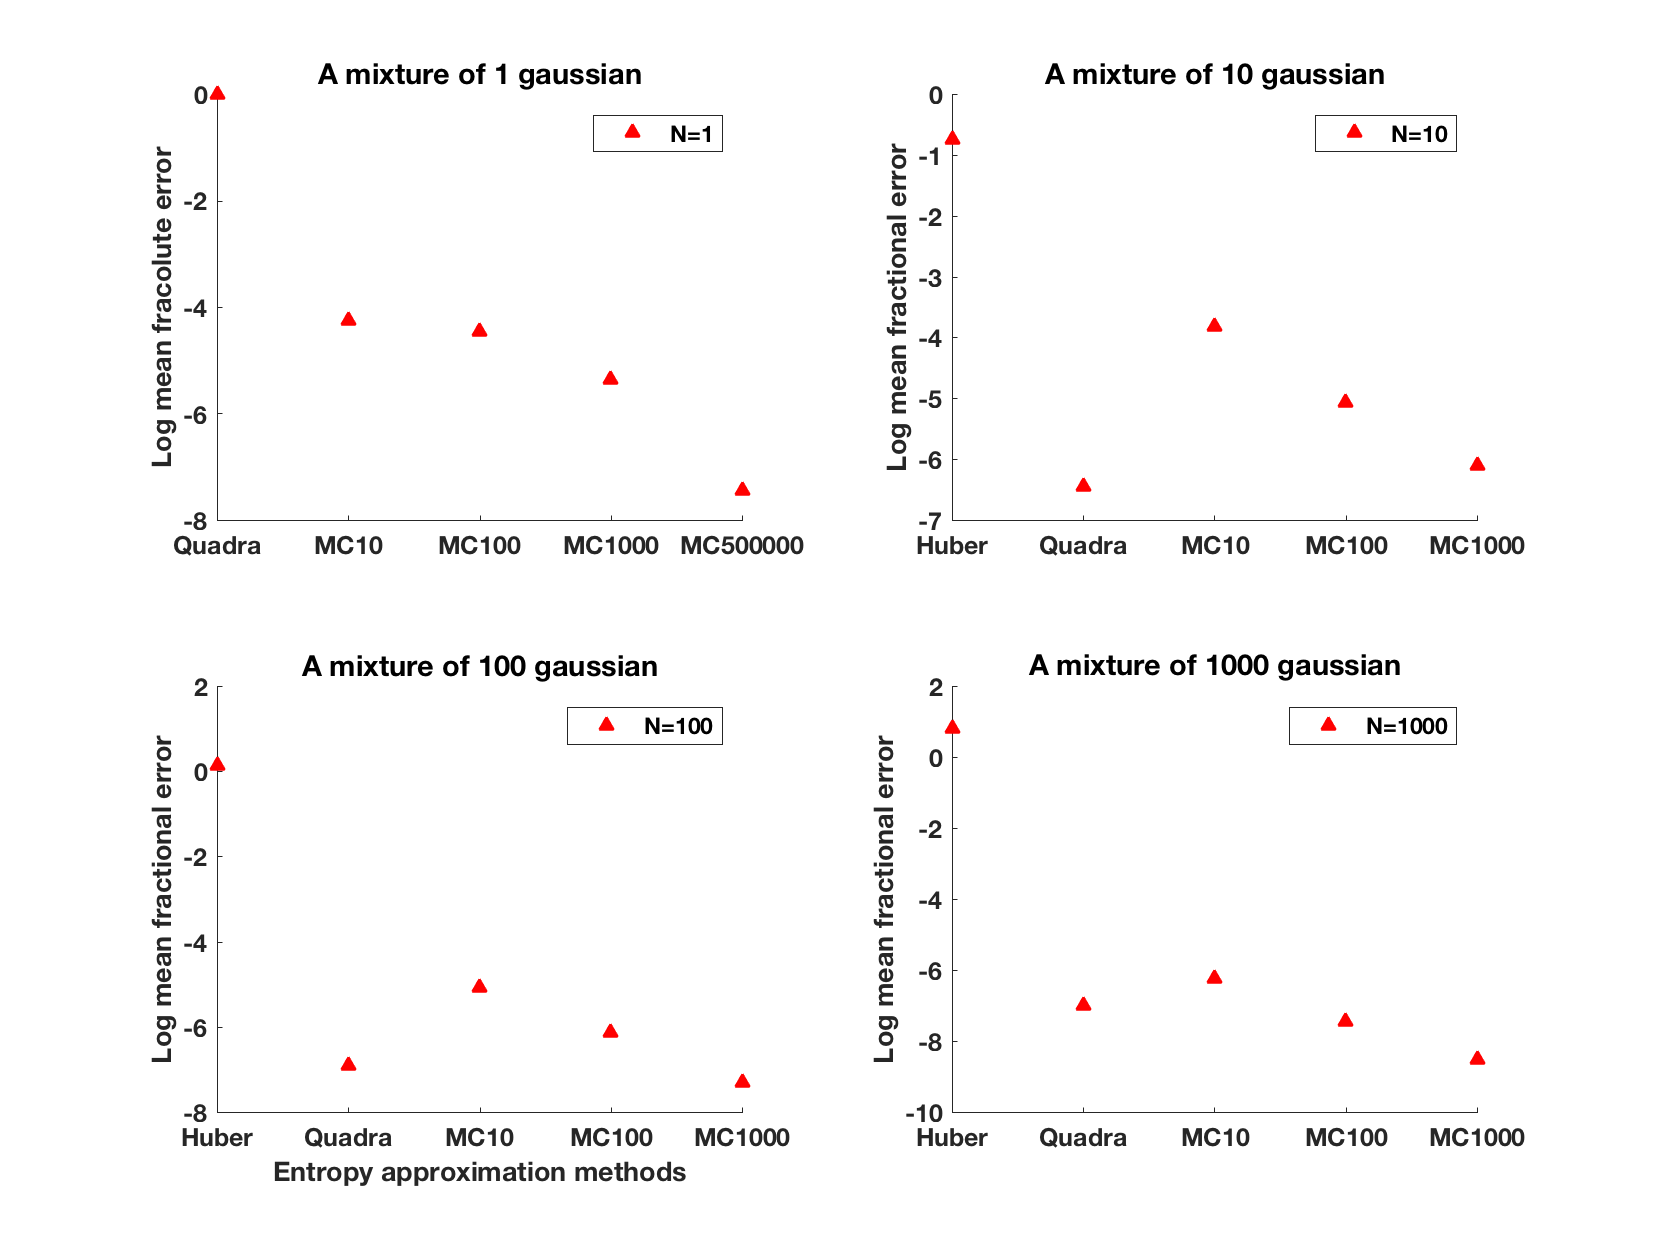 A mixture of 1 gaussian
N=1
Log mean fracolute error
0
-2
-4
-6
-8
Quadra MC10 MC100 MC1000 MC500000
A mixture of 10 gaussian
N=10
Log mean fractional error
0
-1
-2
-3
-4
-5
-6
-7
Huber Quadra MC10 MC100 MC1000
A mixture of 100 gaussian
N=100
Log mean fractional error
2
0
-2
-4
-6
-8
Huber Quadra MC10 MC100 MC1000
Entropy approximation methods
A mixture of 1000 gaussian
N=1000
Log mean fractional error
2
0
-2
-4
-6
-8
-10
Huber Quadra MC10 MC100 MC1000